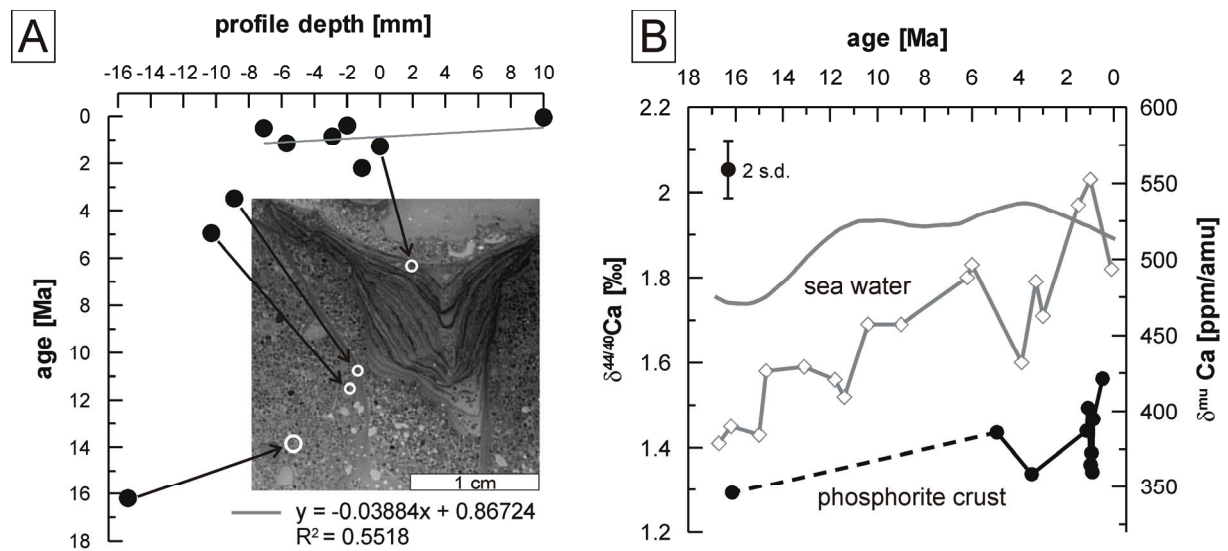 A
profile depth [mm]
-16 -14 -12 -10 -8 -6 -4 -2 0 2 4 6 8 10
age [Ma]
0
2
4
6
8
10
12
14
16
18
1 cm
y = -0.03884x + 0.86724
R² = 0.5518
B
age [Ma]
18 16 14 12 10 8 6 4 2 0
δ⁴⁴/⁴⁰Ca [‰]
2.2
2.0
1.8
1.6
1.4
1.2
2 s.d.
sea water
phosphorite crust
600
550
500
450
400
350
δᵐᵘ Ca [ppm/amu]